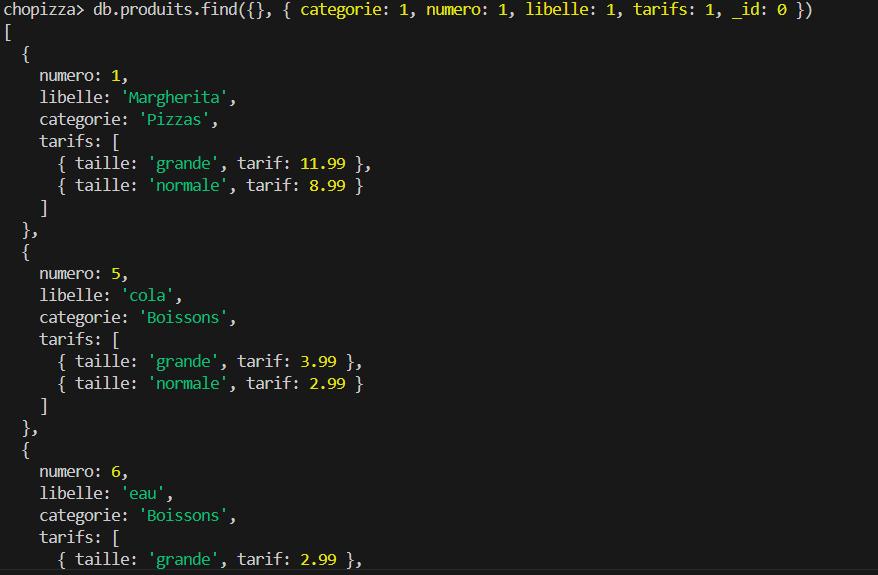 chopizza> db.produits.find({}, { categorie: 1, numero: 1, libelle: 1, tarifs: 1, _id: 0 })
[
  {
    numero: 1,
    libelle: 'Margherita',
    categorie: 'Pizzas',
    tarifs: [
      { taille: 'grande', tarif: 11.99 },
      { taille: 'normale', tarif: 8.99 }
    ]
  },
  {
    numero: 5,
    libelle: 'cola',
    categorie: 'Boissons',
    tarifs: [
      { taille: 'grande', tarif: 3.99 },
      { taille: 'normale', tarif: 2.99 }
    ]
  },
  {
    numero: 6,
    libelle: 'eau',
    categorie: 'Boissons',
    tarifs: [
      { taille: 'grande', tarif: 2.99 },